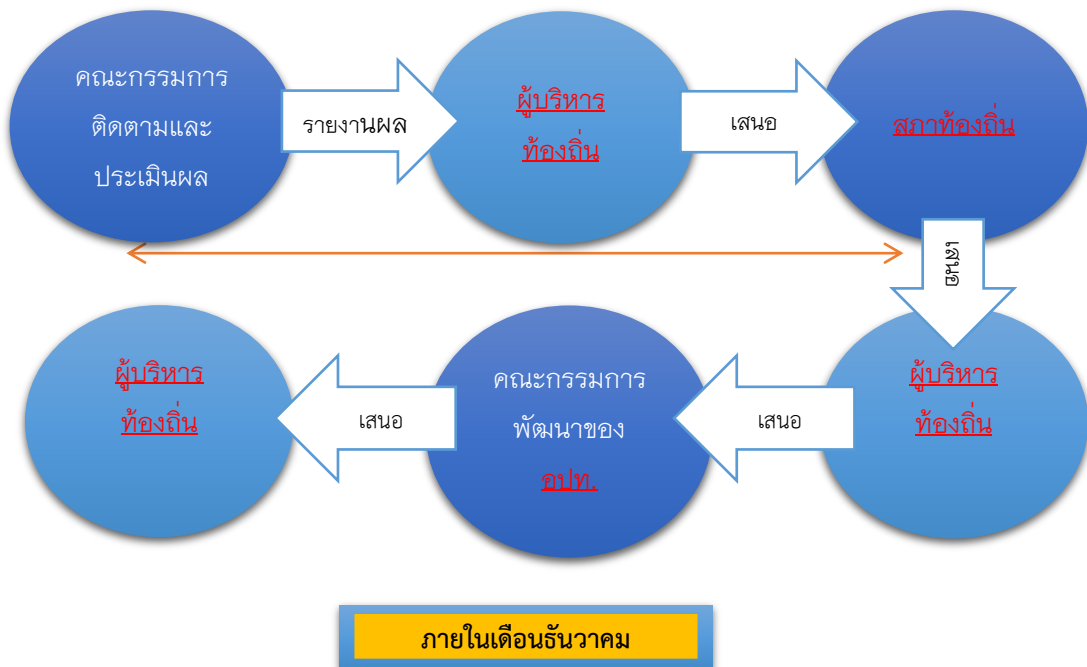 คณะกรรมการ
ติดตามและ
ประเมินผล
รายงานผล
ผู้บริหาร
ท้องถิ่น
เสนอ
สภาท้องถิ่น
เสนอ
ผู้บริหาร
ท้องถิ่น
เสนอ
คณะกรรมการ
พัฒนาของ
อปท.
เสนอ
ผู้บริหาร
ท้องถิ่น
ภายในเดือนธันวาคม